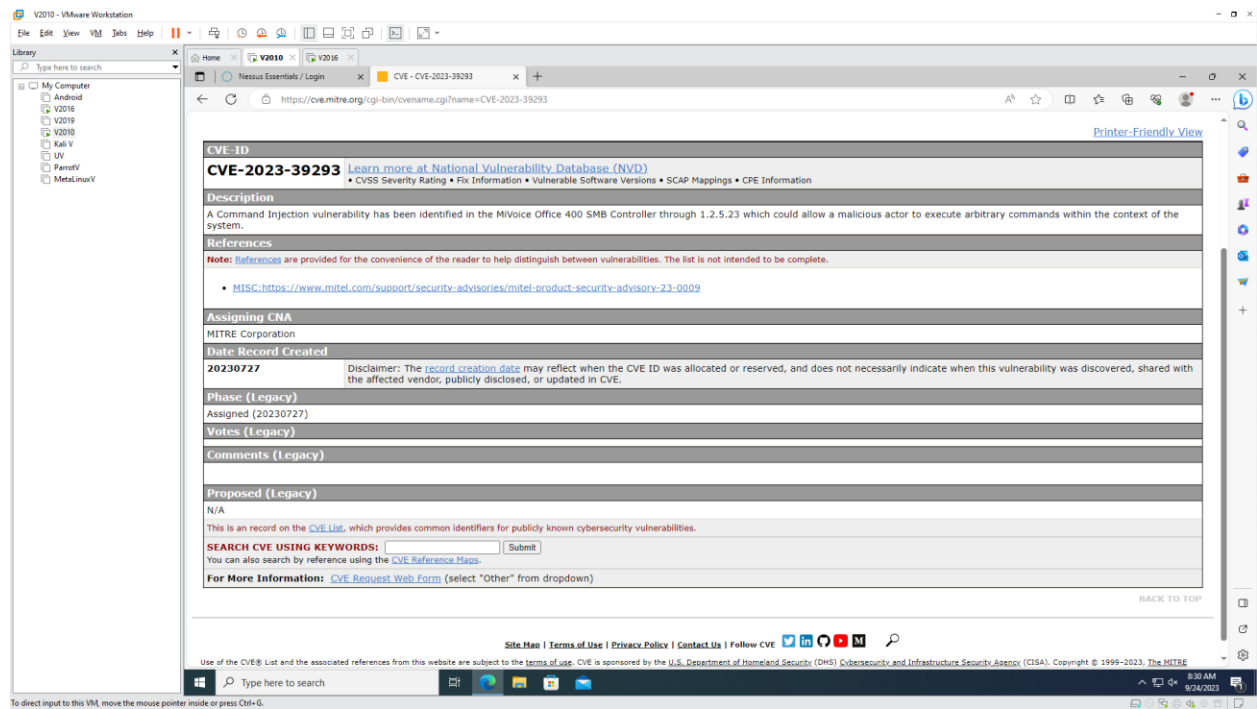 V2010 - VMware Workstation
File Edit View VM Tabs Help
Library
Type here to search
My Computer
Android
V2016
V2019
V2010
Kali V
UV
ParrotV
MetaLinuxV
Home V2010 V2016
Nessus Essentials / Login CVE - CVE-2023-39293
https://cve.mitre.org/cgi-bin/cvename.cgi?name=CVE-2023-39293
Printer-Friendly View
CVE-ID
CVE-2023-39293 Learn more at National Vulnerability Database (NVD)
• CVSS Severity Rating • Fix Information • Vulnerable Software Versions • SCAP Mappings • CPE Information
Description
A Command Injection vulnerability has been identified in the MiVoice Office 400 SMB Controller through 1.2.5.23 which could allow a malicious actor to execute arbitrary commands within the context of the
system.
References
Note: References are provided for the convenience of the reader to help distinguish between vulnerabilities. The list is not intended to be complete.
• MISC:https://www.mitel.com/support/security-advisories/mitel-product-security-advisory-23-0009
Assigning CNA
MITRE Corporation
Date Record Created
20230727 Disclaimer: The record creation date may reflect when the CVE ID was allocated or reserved, and does not necessarily indicate when this vulnerability was discovered, shared with
the affected vendor, publicly disclosed, or updated in CVE.
Phase (Legacy)
Assigned (20230727)
Votes (Legacy)
Comments (Legacy)
Proposed (Legacy)
N/A
This is an record on the CVE List, which provides common identifiers for publicly known cybersecurity vulnerabilities.
SEARCH CVE USING KEYWORDS: Submit
You can also search by reference using the CVE Reference Maps.
For More Information: CVE Request Web Form (select "Other" from dropdown)
BACK TO TOP
Site Map | Terms of Use | Privacy Policy | Contact Us | Follow CVE
Use of the CVE® List and the associated references from this website are subject to the terms of use. CVE is sponsored by the U.S. Department of Homeland Security (DHS) Cybersecurity and Infrastructure Security Agency (CISA). Copyright © 1999–2023, The MITRE
Type here to search
8:30 AM
9/24/2023
To direct input to this VM, move the mouse pointer inside or press Ctrl+G.